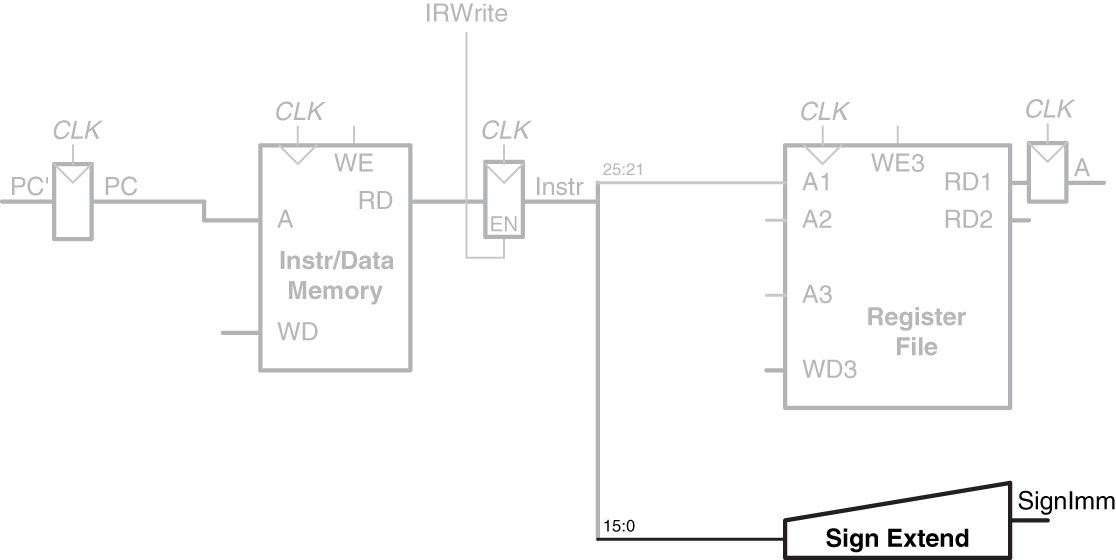 IRWrite
CLK
CLK
CLK
CLK
CLK
PC'
PC
WE
RD
A
Instr/Data
Memory
WD
EN
Instr
25:21
WE3
A1
RD1
A
A2
RD2
A3
Register
File
WD3
15:0
Sign Extend
SignImm